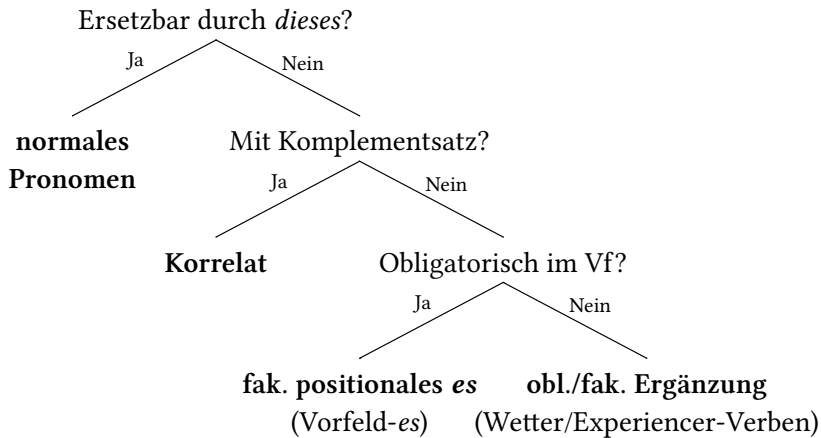 Ersetzbar durch dieses?
Ja
Nein
normales
Pronomen
Mit Komplementsatz?
Ja
Nein
Korrelat
Obligatorisch im Vf?
Ja
Nein
fak. positionales es
(Vorfeld-es)
obl./fak. Ergänzung
(Wetter/Experiencer-Verben)